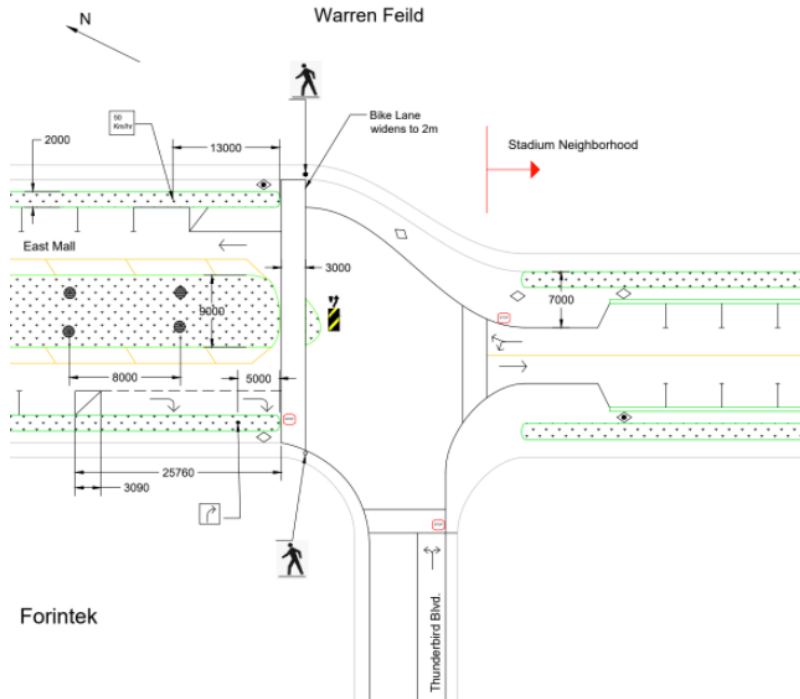 Warren Feild
N
50
Km/hr
Bike Lane
widens to 2m
Stadium Neighborhood
2000
13000
East Mall
3000
9000
7000
8000
5000
25760
3090
Forintek
Thunderbird Blvd.